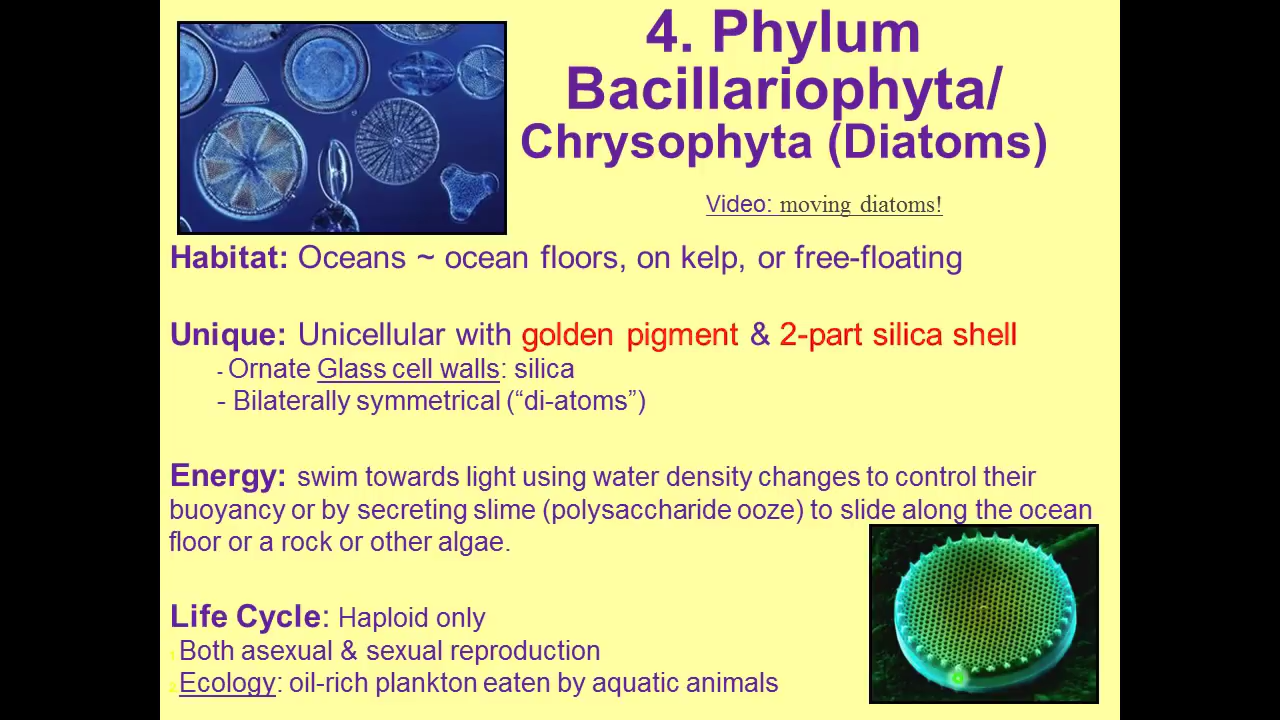 4. Phylum
Bacillariophyta/
Chrysophyta (Diatoms)
Video: moving diatoms!
Habitat: Oceans ~ ocean floors, on kelp, or free-floating
Unique: Unicellular with golden pigment & 2-part silica shell
- Ornate Glass cell walls: silica
- Bilaterally symmetrical (“di-atoms”)
Energy: swim towards light using water density changes to control their
buoyancy or by secreting slime (polysaccharide ooze) to slide along the ocean
floor or a rock or other algae.
Life Cycle: Haploid only
1. Both asexual & sexual reproduction
2. Ecology: oil-rich plankton eaten by aquatic animals